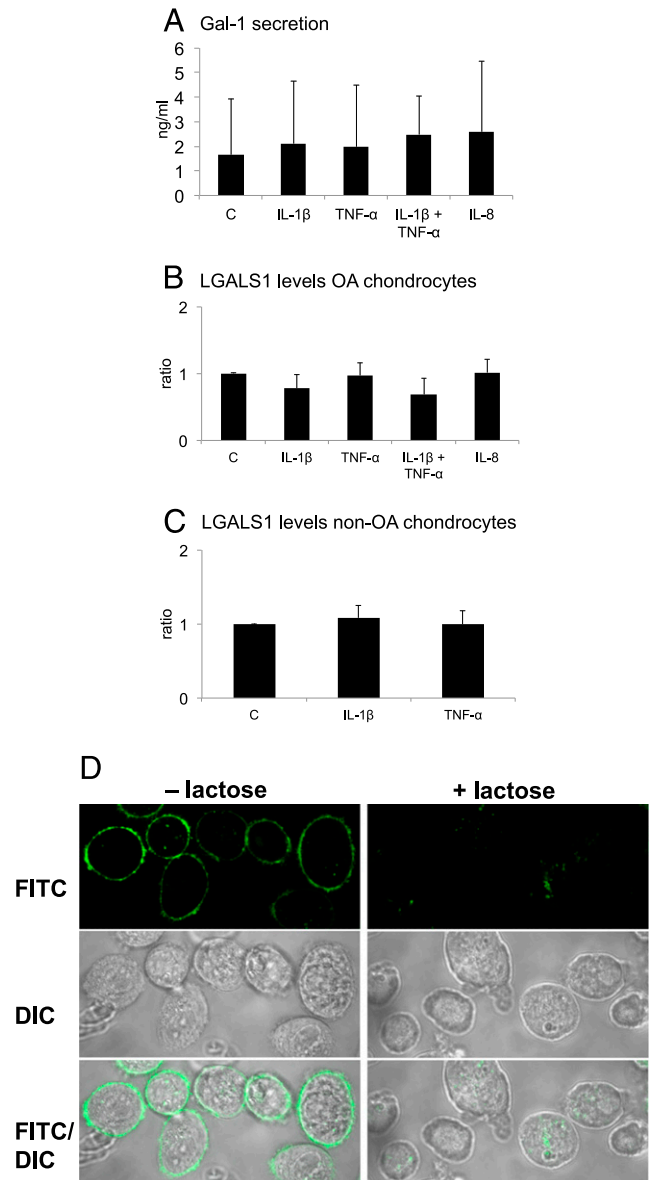 A Gal-1 secretion
6
5
4
3
2
1
0
ng/ml
C IL-1β TNF-α IL-1β + TNF-α IL-8
B LGALS1 levels OA chondrocytes
2
1
0
ratio
C IL-1β TNF-α IL-1β + TNF-α IL-8
C LGALS1 levels non-OA chondrocytes
2
1
0
ratio
C IL-1β TNF-α
D
– lactose + lactose
FITC
DIC
FITC/
DIC